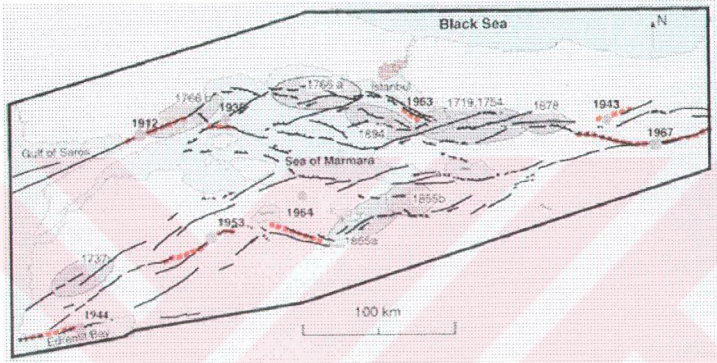 Black Sea
N
1766 a
Istanbul
1766 b
1935
1963
1719,1754
1678
1943
1912
1894
1967
Gulf of Saros
Sea of Marmara
1964
1855b
1953
1855a
1737
1944
100 km
Edremit Bay